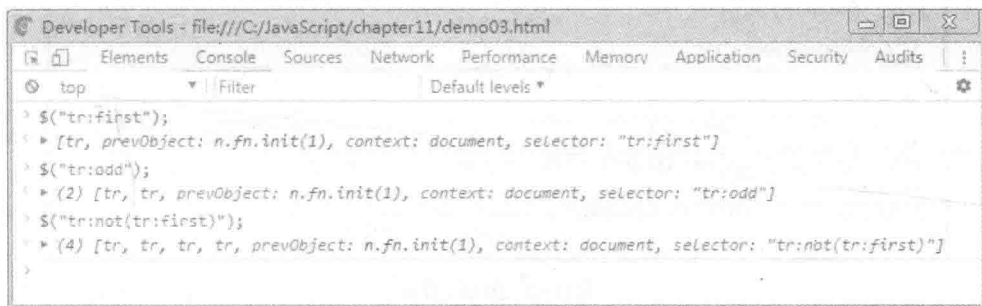 Developer Tools - file:///C:/JavaScript/chapter11/demo03.html
Elements Console Sources Network Performance Memory Application Security Audits
top Filter Default levels
$("tr:first");
[tr, prevObject: n.fn.init(1), context: document, selector: "tr:first"]
$("tr:odd");
(2) [tr, tr, prevObject: n.fn.init(1), context: document, selector: "tr:odd"]
$("tr:not(tr:first)");
(4) [tr, tr, tr, tr, prevObject: n.fn.init(1), context: document, selector: "tr:not(tr:first)"]